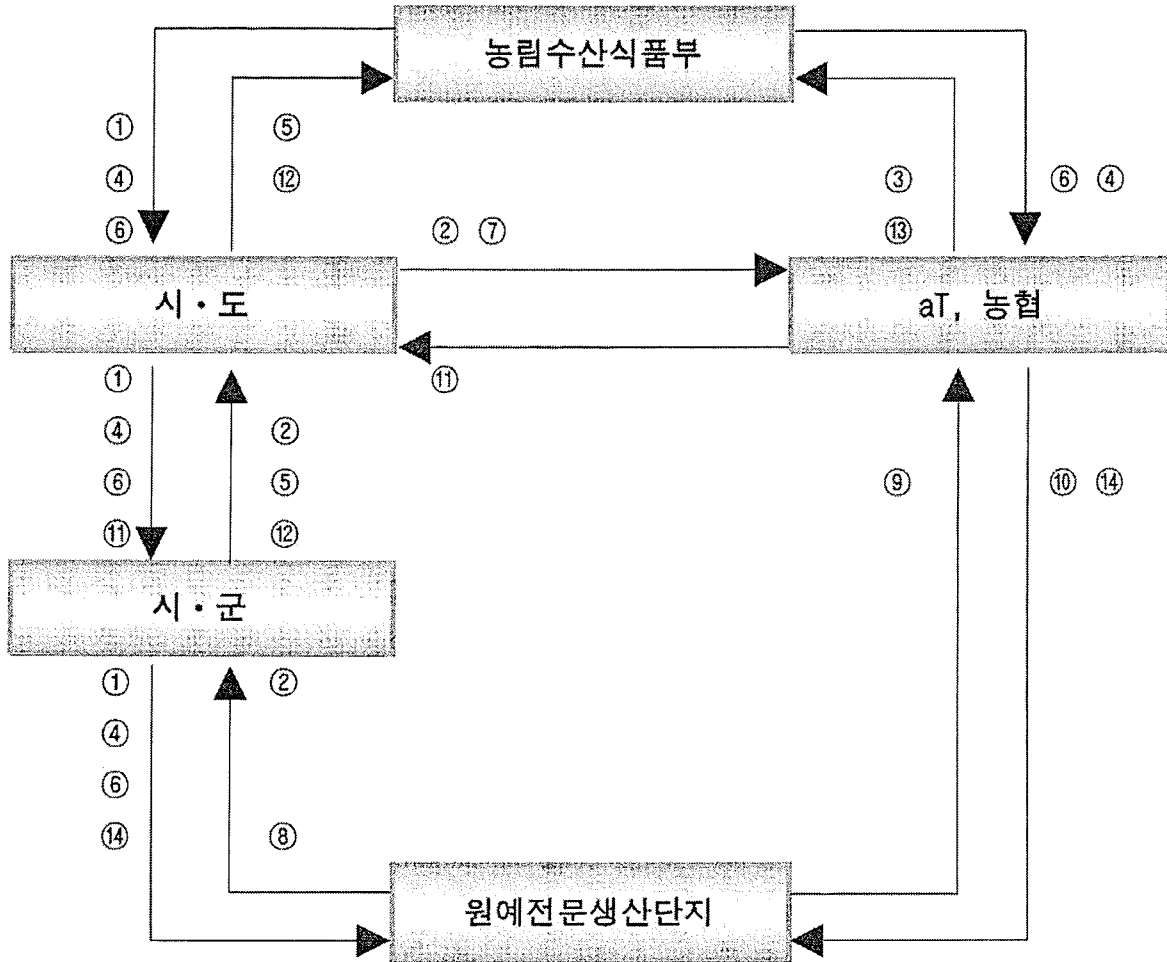 농림수산식품부
① ⑤
④ ⑫ ③ ⑥ ④
⑥ ② ⑦ ⑬
시・도 aT, 농협
① ⑪
④ ②
⑥ ⑤ ⑨ ⑩ ⑭
⑪ ⑫
시・군
① ②
④
⑥
⑭ ⑧
원예전문생산단지